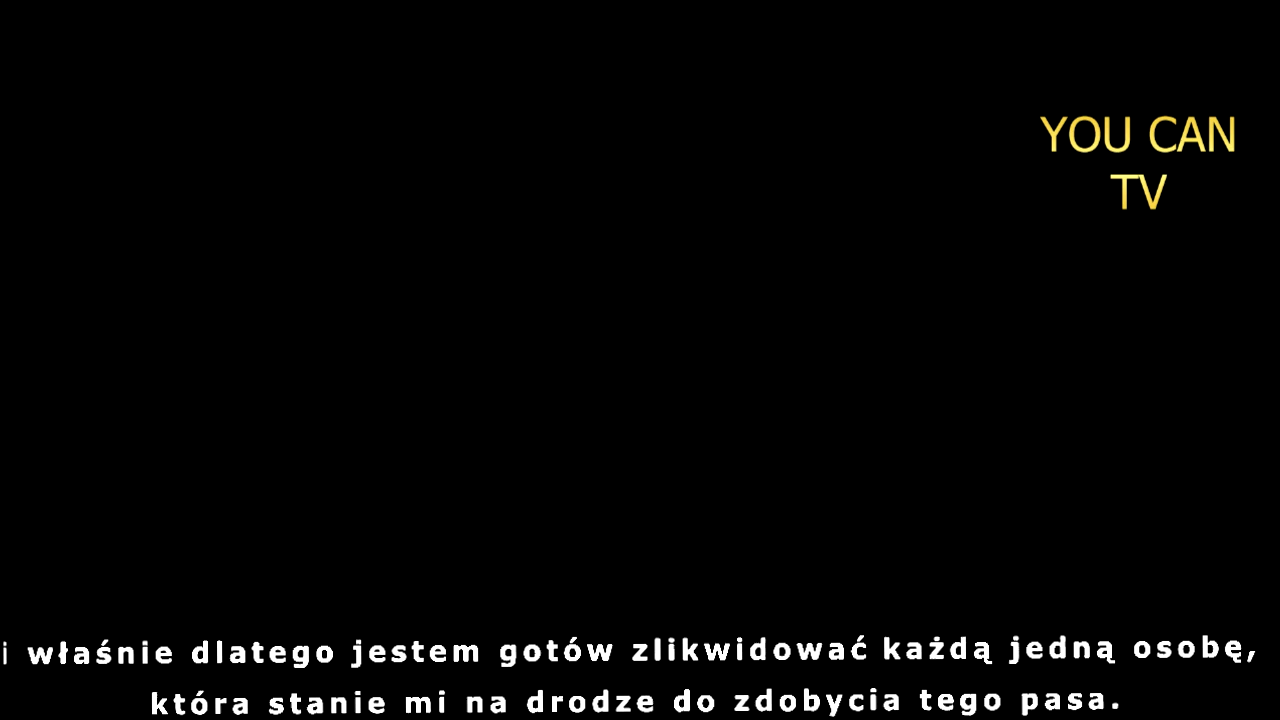 YOU CAN
TV
i właśnie dlatego jestem gotów zlikwidować każdą jedną osobę,
która stanie mi na drodze do zdobycia tego pasa.